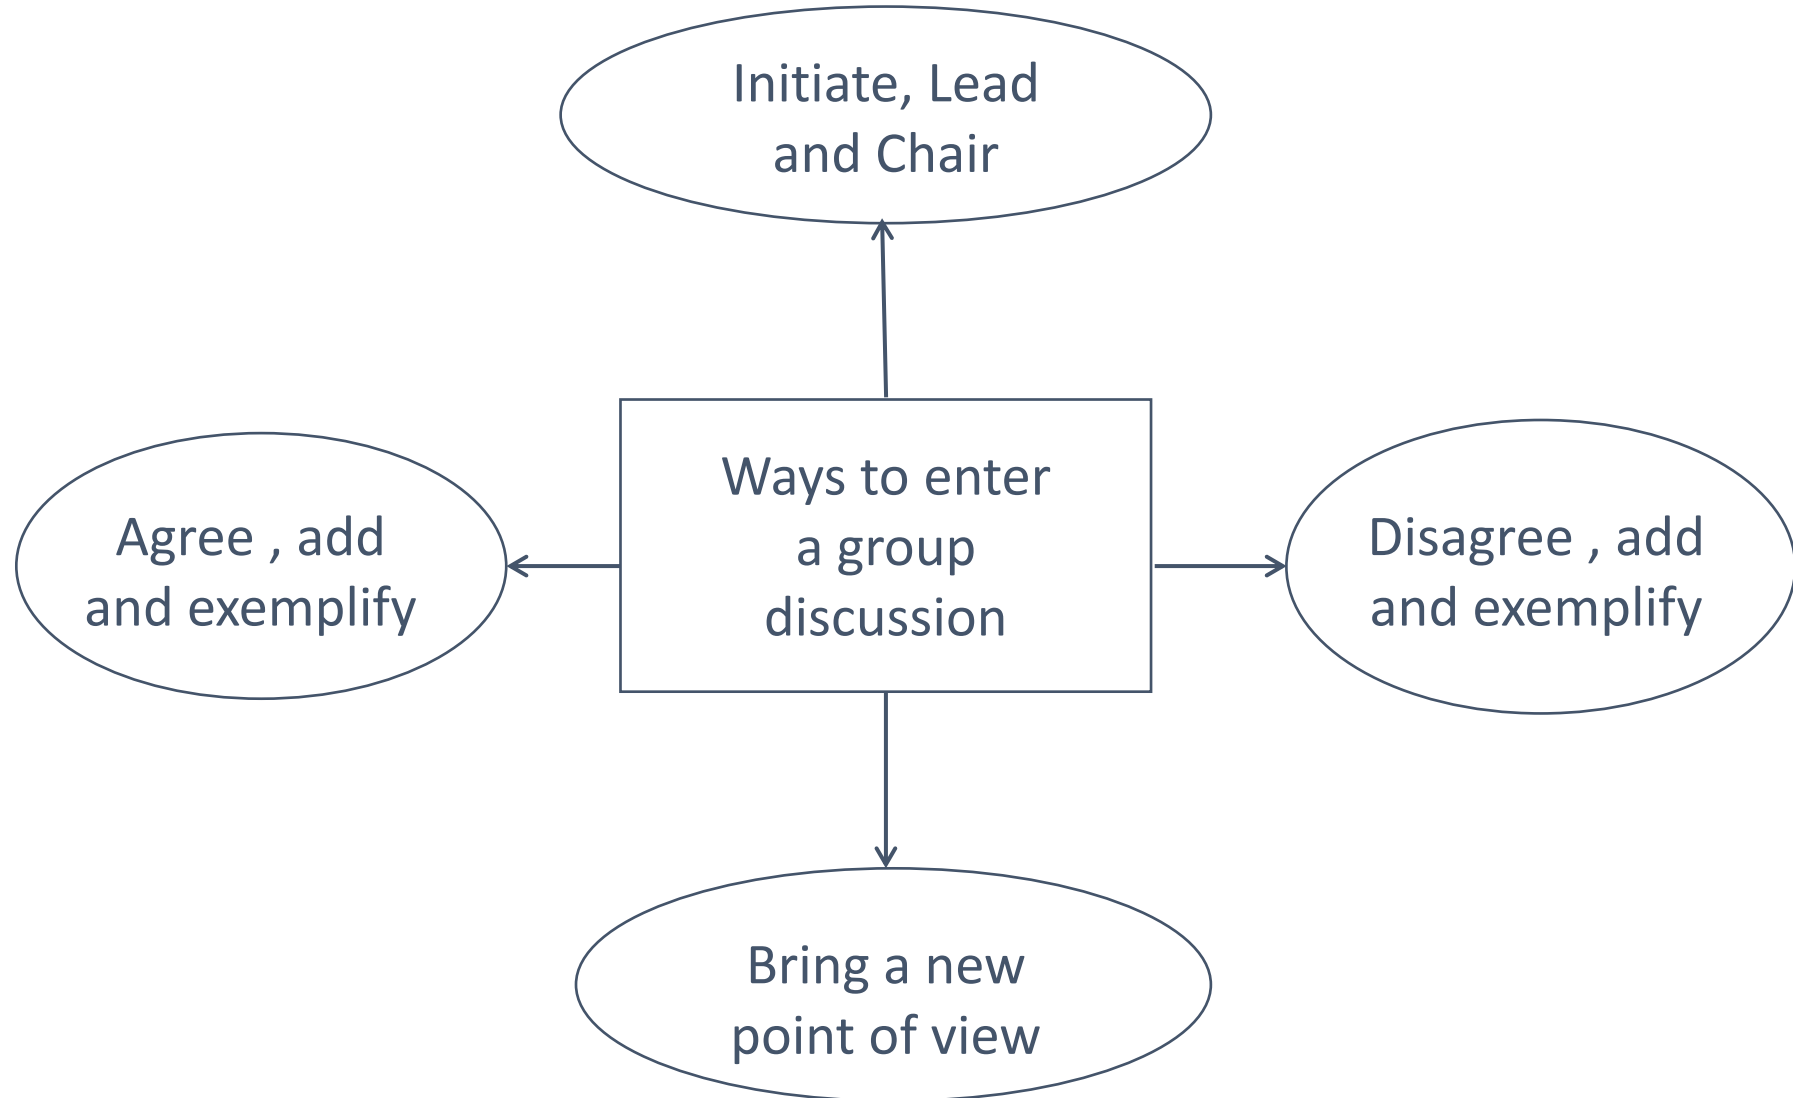 Initiate, Lead
and Chair
Ways to enter
a group
discussion
Agree , add
and exemplify
Disagree , add
and exemplify
Bring a new
point of view